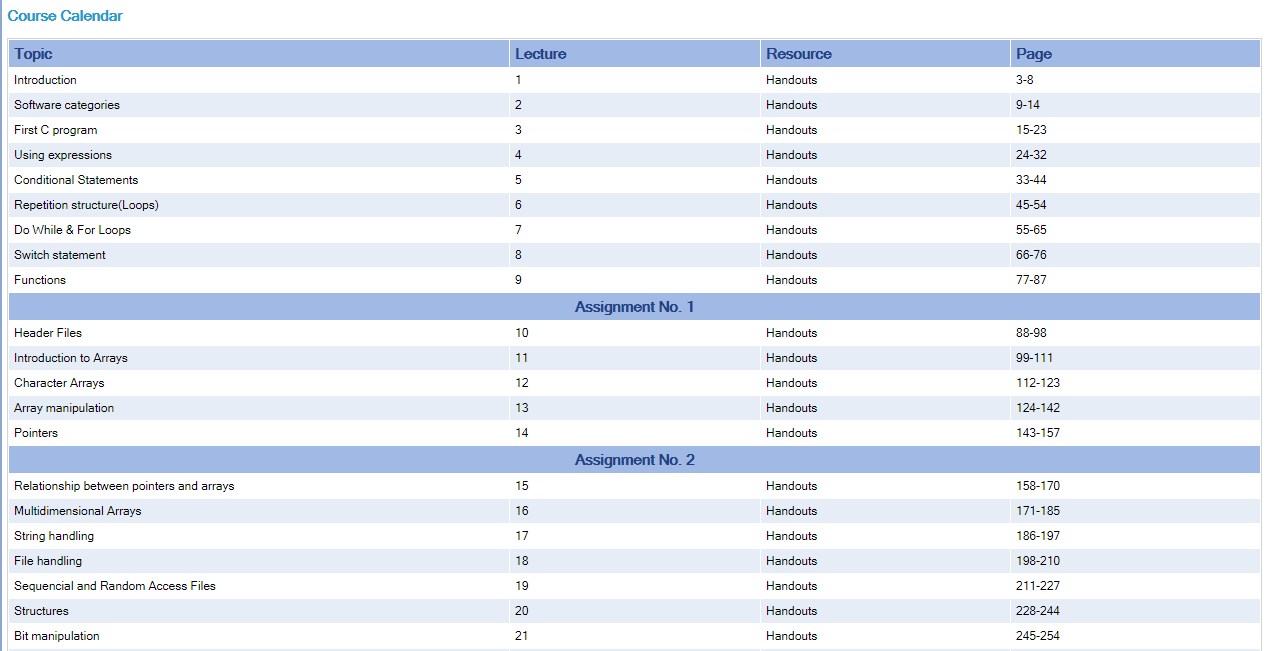 Course Calendar
Topic Lecture Resource Page
Introduction 1 Handouts 3-8
Software categories 2 Handouts 9-14
First C program 3 Handouts 15-23
Using expressions 4 Handouts 24-32
Conditional Statements 5 Handouts 33-44
Repetition structure(Loops) 6 Handouts 45-54
Do While & For Loops 7 Handouts 55-65
Switch statement 8 Handouts 66-76
Functions 9 Handouts 77-87
Assignment No. 1
Header Files 10 Handouts 88-98
Introduction to Arrays 11 Handouts 99-111
Character Arrays 12 Handouts 112-123
Array manipulation 13 Handouts 124-142
Pointers 14 Handouts 143-157
Assignment No. 2
Relationship between pointers and arrays 15 Handouts 158-170
Multidimensional Arrays 16 Handouts 171-185
String handling 17 Handouts 186-197
File handling 18 Handouts 198-210
Sequencial and Random Access Files 19 Handouts 211-227
Structures 20 Handouts 228-244
Bit manipulation 21 Handouts 245-254